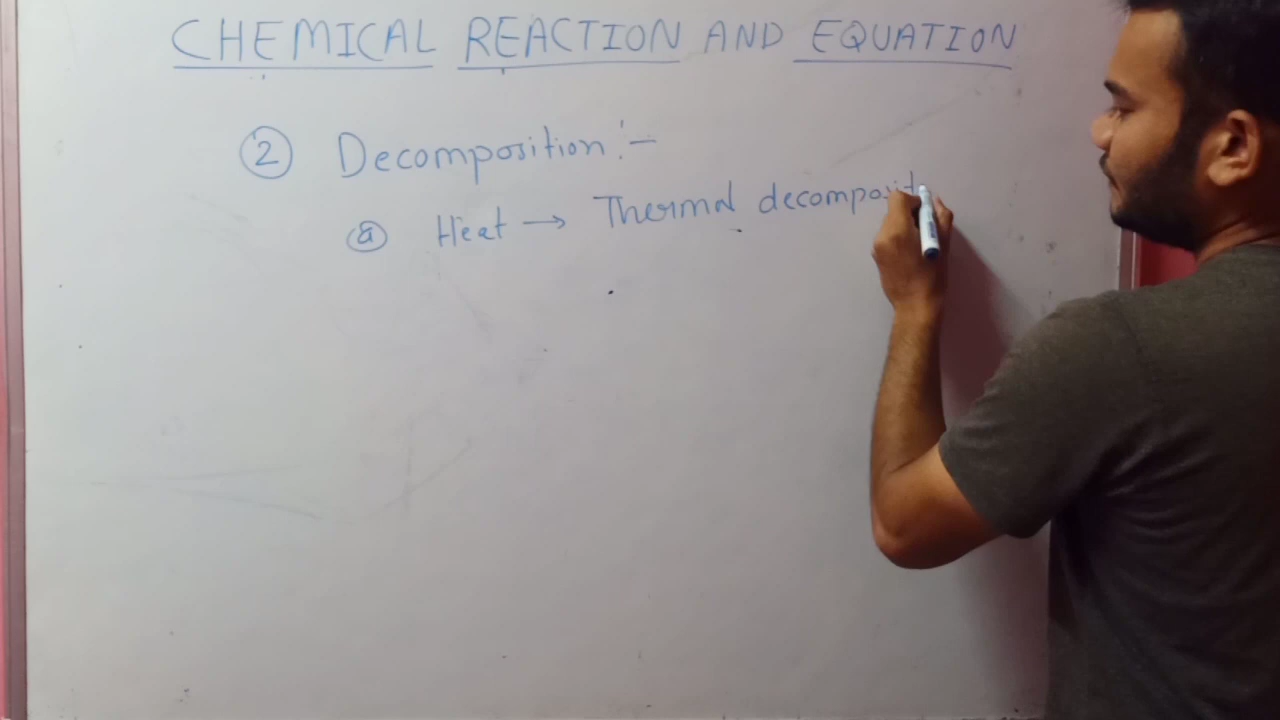 CHEMICAL REACTION AND EQUATION
② Decomposition :-
ⓐ Heat → Thermal decomposit